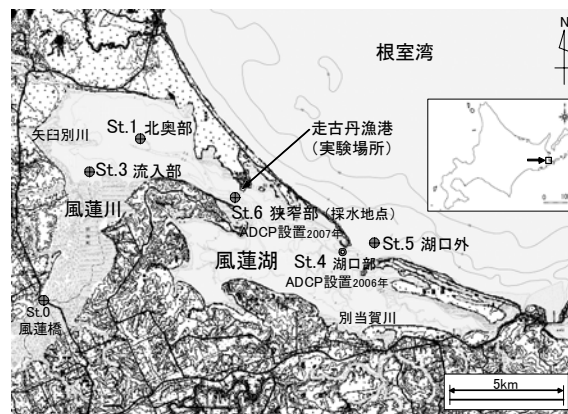 N
根室湾
矢臼別川
St.1 北奥部
走古丹漁港
(実験場所)
St.3 流入部
風蓮川
St.6 狭窄部 (採水地点)
ADCP設置2007年
St.5 湖口外
風蓮湖
St.4 湖口部
ADCP設置2006年
St.0
風蓮橋
別当賀川
5km